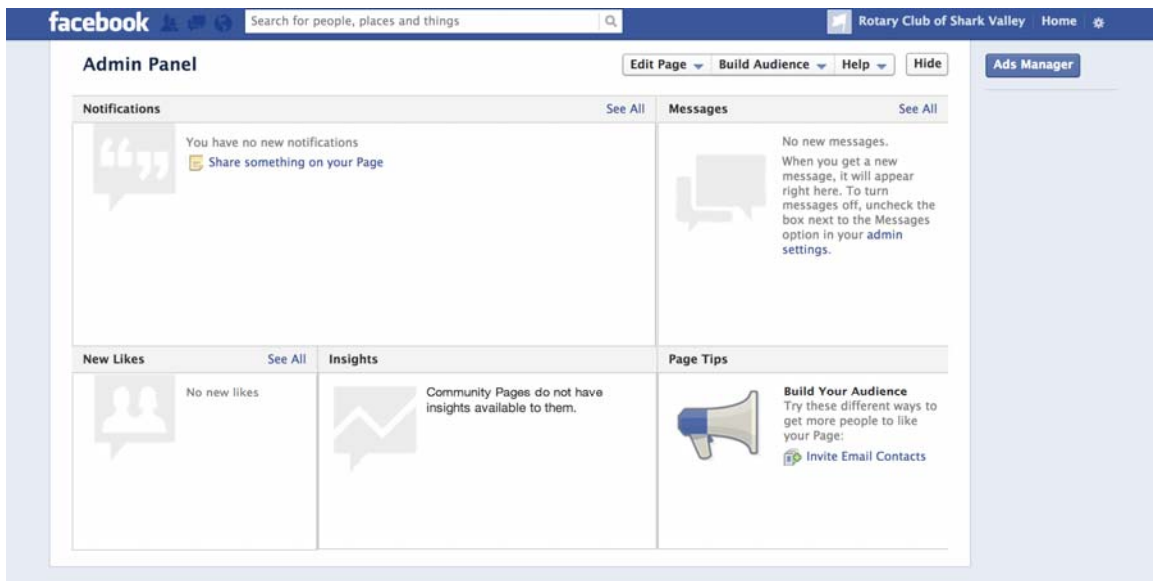 facebook
Search for people, places and things
Rotary Club of Shark Valley Home
Admin Panel
Edit Page Build Audience Help Hide
Ads Manager
Notifications See All
You have no new notifications
Share something on your Page
Messages See All
No new messages.
When you get a new
message, it will appear
right here. To turn
messages off, uncheck the
box next to the Messages
option in your admin
settings.
New Likes See All
No new likes
Insights
Community Pages do not have
insights available to them.
Page Tips
Build Your Audience
Try these different ways to
get more people to like
your Page:
Invite Email Contacts